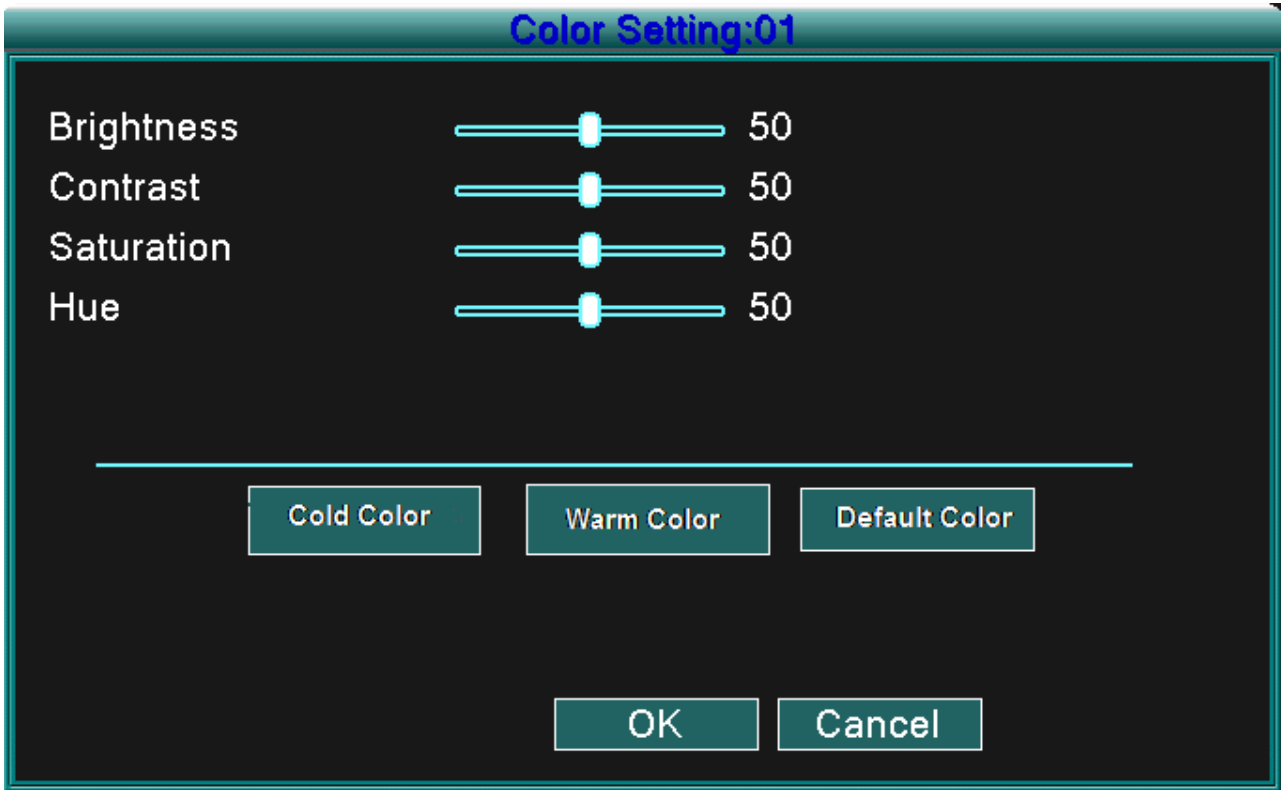 Color Setting:01
Brightness 50
Contrast 50
Saturation 50
Hue 50
Cold Color Warm Color Default Color
OK Cancel